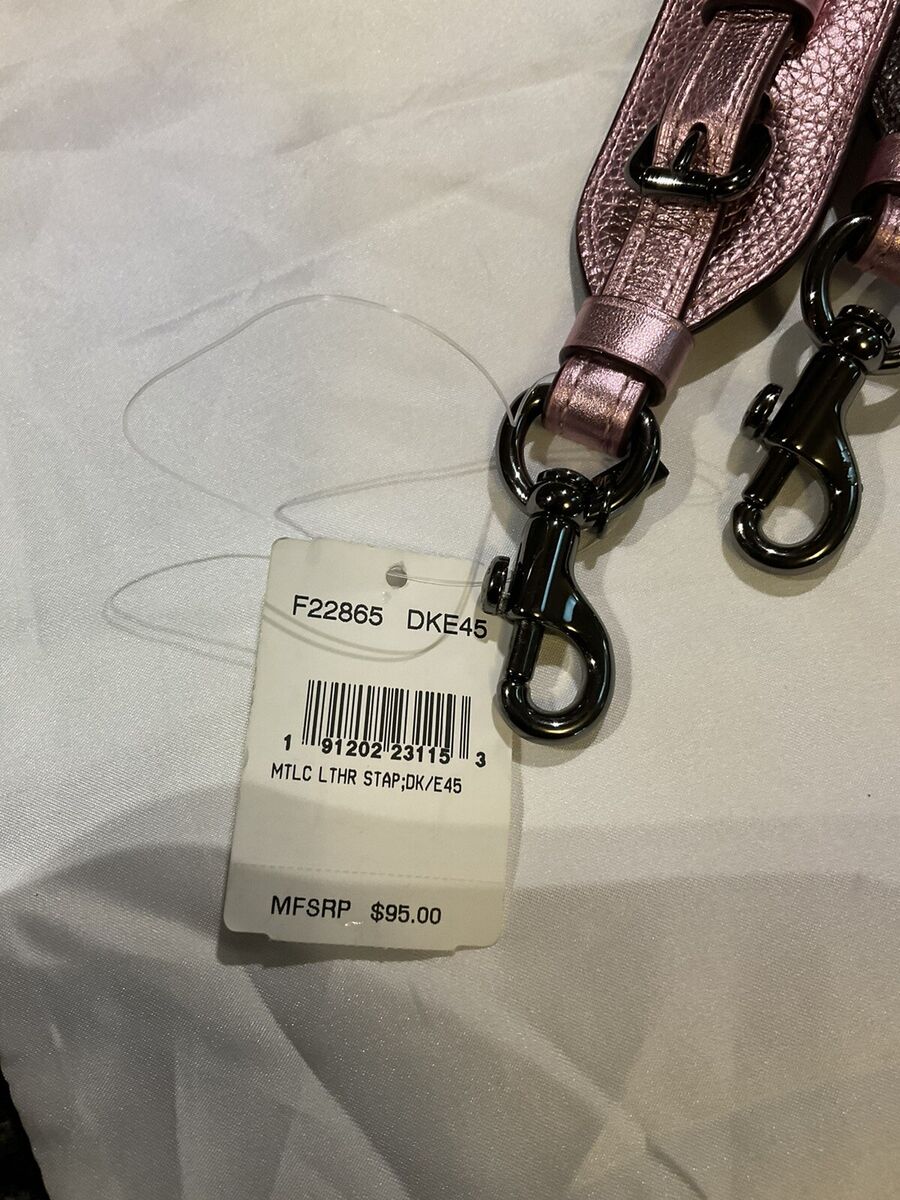 F22865 DKE45
1 91202 23115 3
MTLC LTHR STAP;DK/E45
MFSRP $95.00